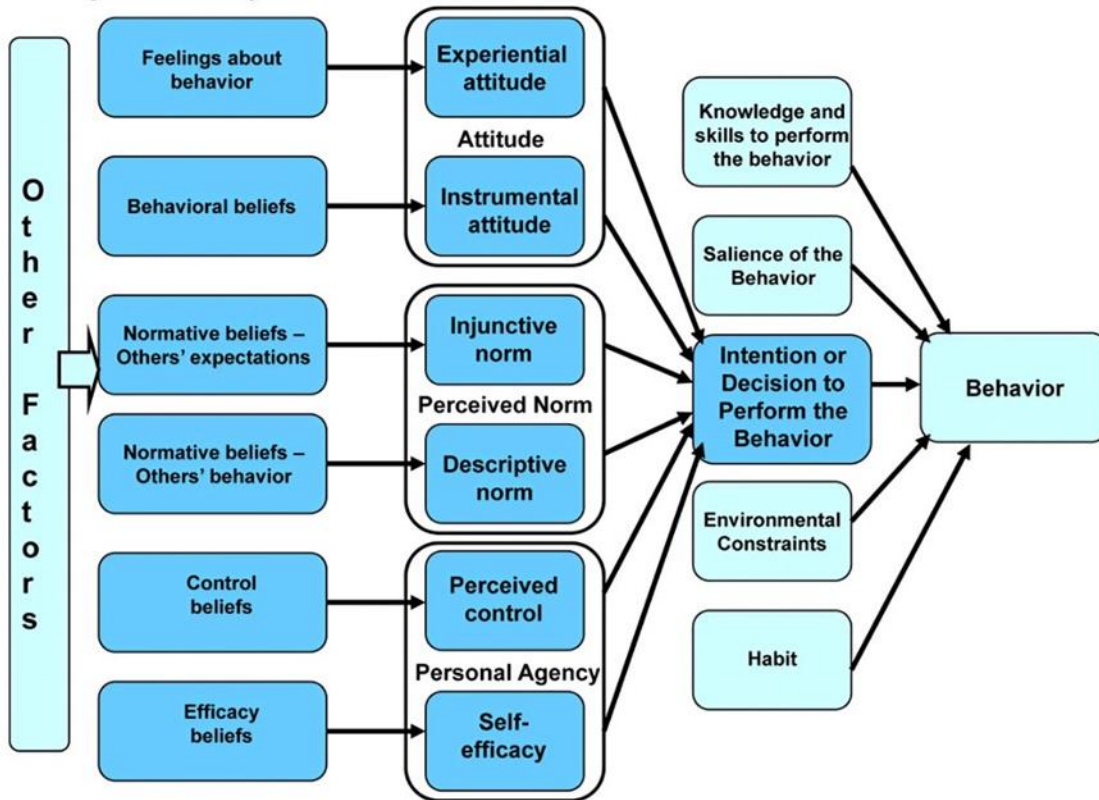 Other Factors
Feelings about
behavior
Behavioral beliefs
Normative beliefs –
Others' expectations
Normative beliefs –
Others' behavior
Control
beliefs
Efficacy
beliefs
Experiential
attitude
Attitude
Instrumental
attitude
Injunctive
norm
Perceived Norm
Descriptive
norm
Perceived
control
Personal Agency
Self-
efficacy
Knowledge and
skills to perform
the behavior
Salience of the
Behavior
Intention or
Decision to
Perform the
Behavior
Environmental
Constraints
Habit
Behavior